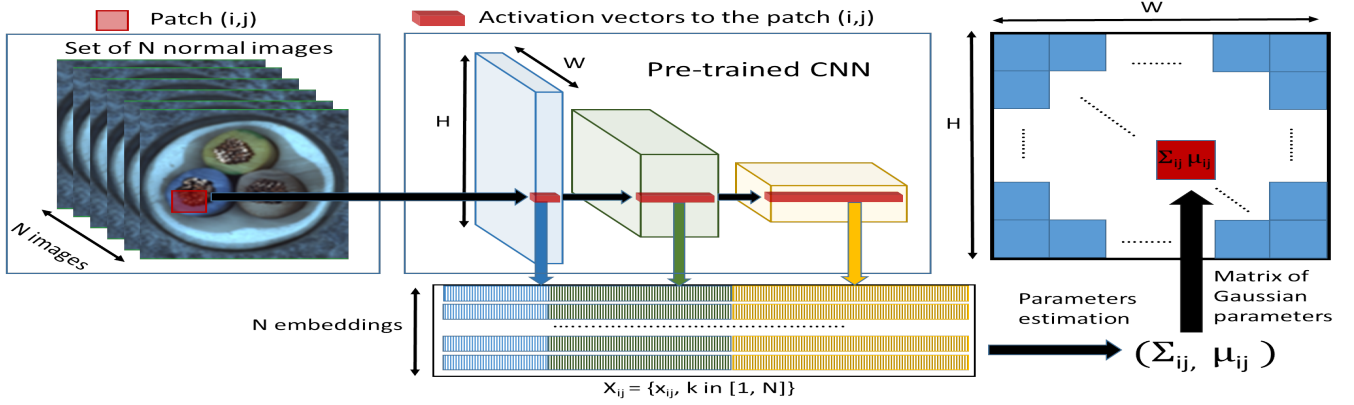 Patch (i,j)
Activation vectors to the patch (i,j)
W
Set of N normal images
Pre-trained CNN
W
H
H
Σij μij
N images
N embeddings
Parameters
estimation
Matrix of
Gaussian
parameters
(Σij, μij )
Xij = {xij, k in [1, N]}